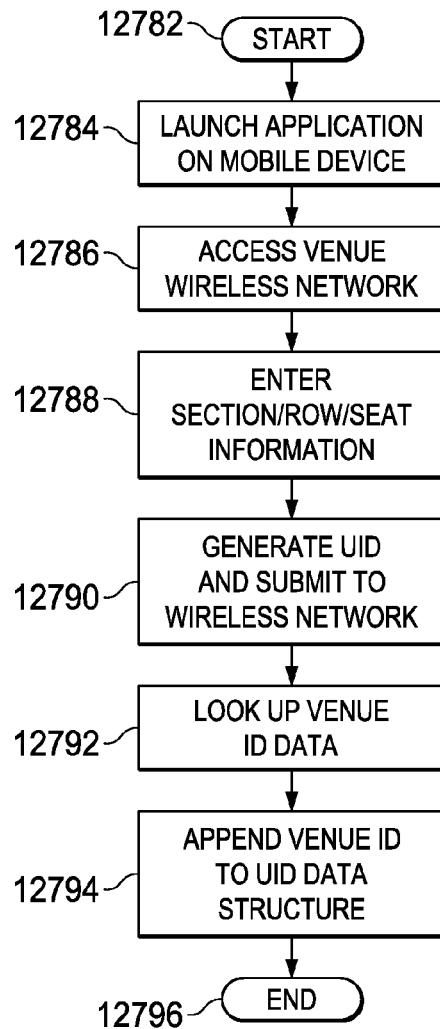 12782
START
12784
LAUNCH APPLICATION
ON MOBILE DEVICE
12786
ACCESS VENUE
WIRELESS NETWORK
12788
ENTER
SECTION/ROW/SEAT
INFORMATION
12790
GENERATE UID
AND SUBMIT TO
WIRELESS NETWORK
12792
LOOK UP VENUE
ID DATA
12794
APPEND VENUE ID
TO UID DATA
STRUCTURE
12796
END